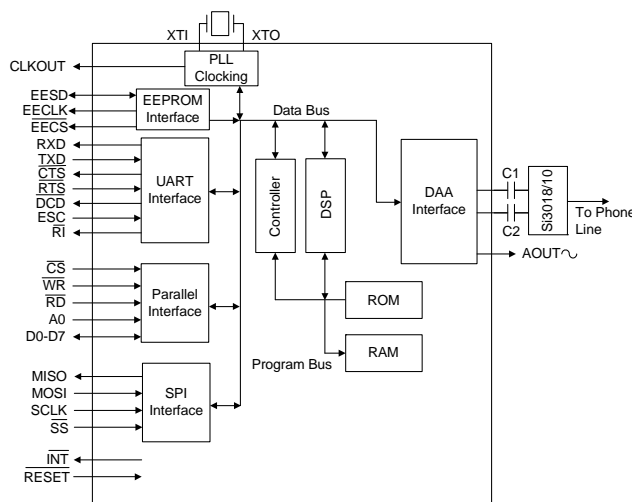 XTI XTO
CLKOUT
PLL
Clocking
EESD
EECLK
EECS
EEPROM
Interface
Data Bus
RXD
TXD
CTS
RTS
DCD
ESC
RI
UART
Interface
Controller
DSP
DAA
Interface
C1
C2
Si3018/10
To Phone
Line
AOUT
CS
WR
RD
A0
D0-D7
Parallel
Interface
ROM
RAM
Program Bus
MISO
MOSI
SCLK
SS
SPI
Interface
INT
RESET